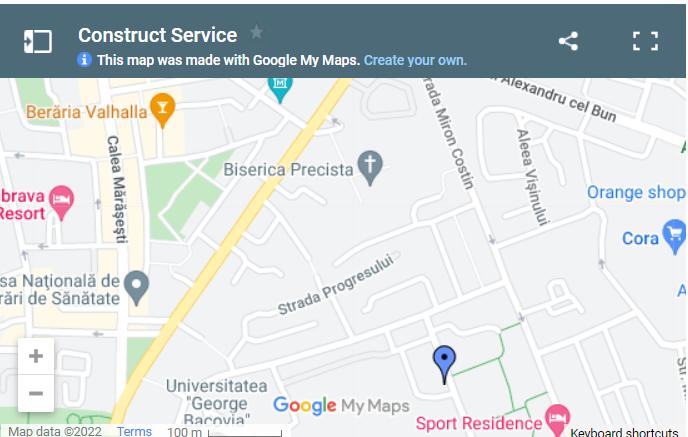 Construct Service
This map was made with Google My Maps. Create your own.
Alexandru cel Bun
Berăria Valhalla
Strada Miron Costin
Calea Mărășești
Aleea Vișinului
Biserica Precista
brava
Resort
Orange shop
Cora
sa Națională de
rări de Sănătate
Strada Progresului
+
−
Universitatea
"George
Bacovia"
Google My Maps
Sport Residence
Str.
Map data ©2022
Terms
100 m
Keyboard shortcuts